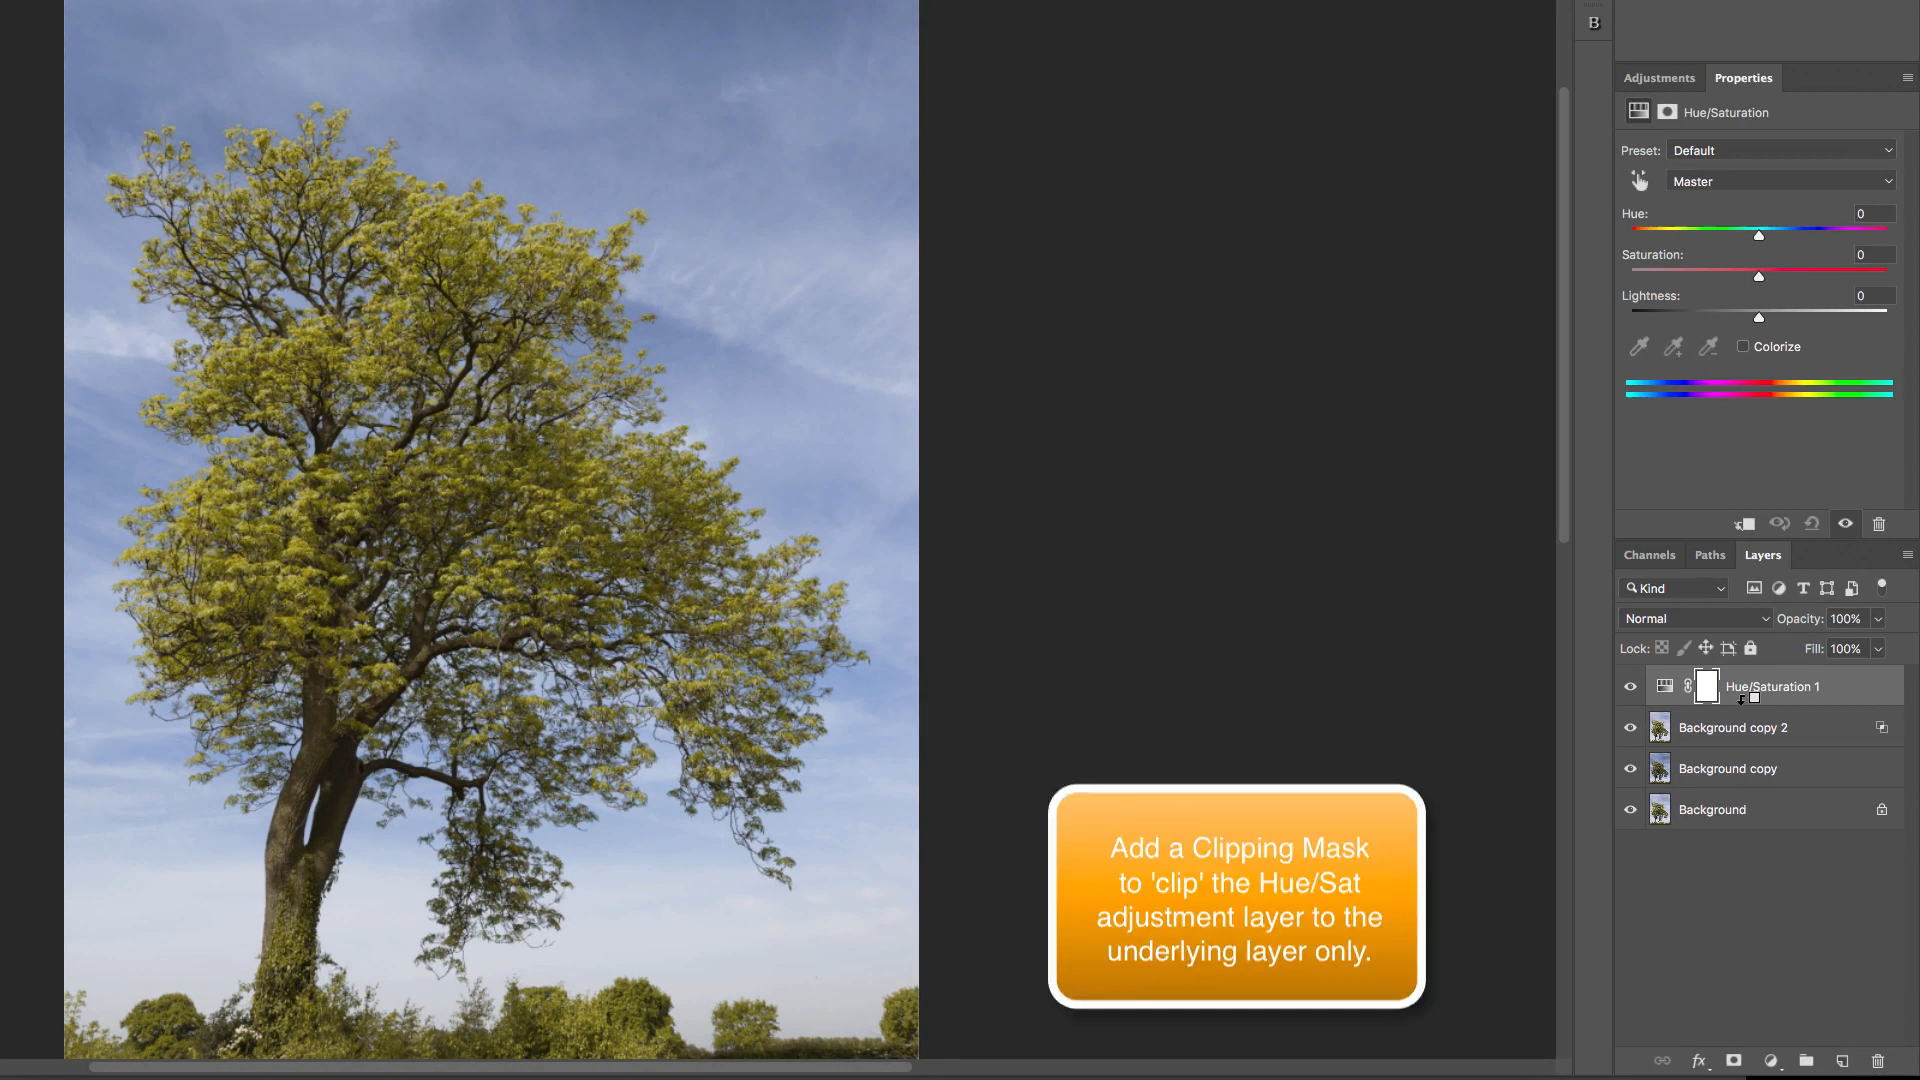 B
Adjustments Properties
Hue/Saturation
Preset: Default
Master
Hue: 0
Saturation: 0
Lightness: 0
Colorize
Channels Paths Layers
Kind T
Normal Opacity: 100%
Lock: Fill: 100%
Hue/Saturation 1
Background copy 2
Background copy
Background
Add a Clipping Mask
to 'clip' the Hue/Sat
adjustment layer to the
underlying layer only.
fx